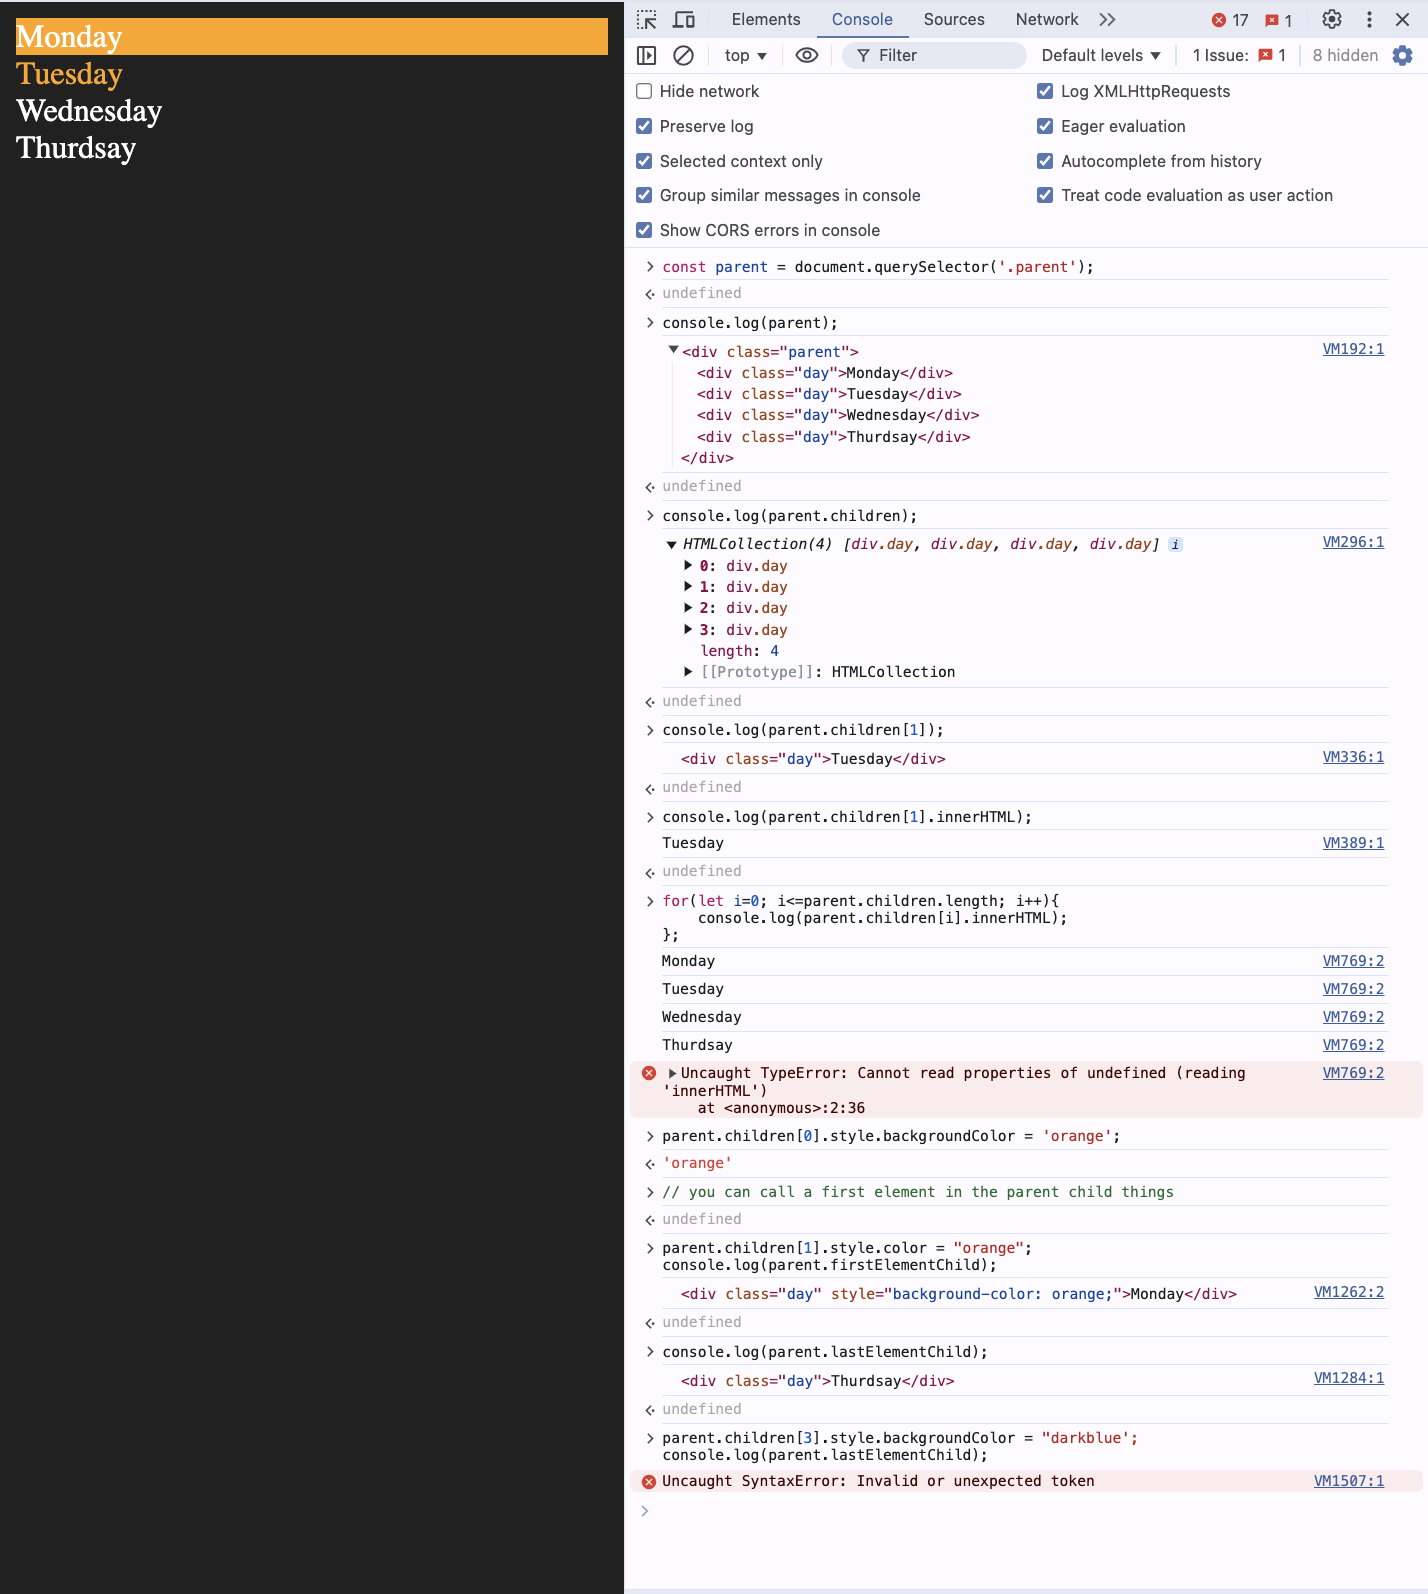 Monday
Tuesday
Wednesday
Thurdsay
Elements Console Sources Network 17 1
top Filter Default levels 1 Issue: 1 8 hidden
Hide network Log XMLHttpRequests
Preserve log Eager evaluation
Selected context only Autocomplete from history
Group similar messages in console Treat code evaluation as user action
Show CORS errors in console
const parent = document.querySelector('.parent');
undefined
console.log(parent);
<div class="parent"> VM192:1
<div class="day">Monday</div>
<div class="day">Tuesday</div>
<div class="day">Wednesday</div>
<div class="day">Thurdsay</div>
</div>
undefined
console.log(parent.children);
HTMLCollection(4) [div.day, div.day, div.day, div.day] i VM296:1
0: div.day
1: div.day
2: div.day
3: div.day
length: 4
[[Prototype]]: HTMLCollection
undefined
console.log(parent.children[1]);
<div class="day">Tuesday</div> VM336:1
undefined
console.log(parent.children[1].innerHTML);
Tuesday VM389:1
undefined
for(let i=0; i<=parent.children.length; i++){
console.log(parent.children[i].innerHTML);
};
Monday VM769:2
Tuesday VM769:2
Wednesday VM769:2
Thurdsay VM769:2
Uncaught TypeError: Cannot read properties of undefined (reading VM769:2
'innerHTML')
at <anonymous>:2:36
parent.children[0].style.backgroundColor = 'orange';
'orange'
// you can call a first element in the parent child things
undefined
parent.children[1].style.color = "orange";
console.log(parent.firstElementChild);
<div class="day" style="background-color: orange;">Monday</div> VM1262:2
undefined
console.log(parent.lastElementChild);
<div class="day">Thurdsay</div> VM1284:1
undefined
parent.children[3].style.backgroundColor = "darkblue';
console.log(parent.lastElementChild);
Uncaught SyntaxError: Invalid or unexpected token VM1507:1